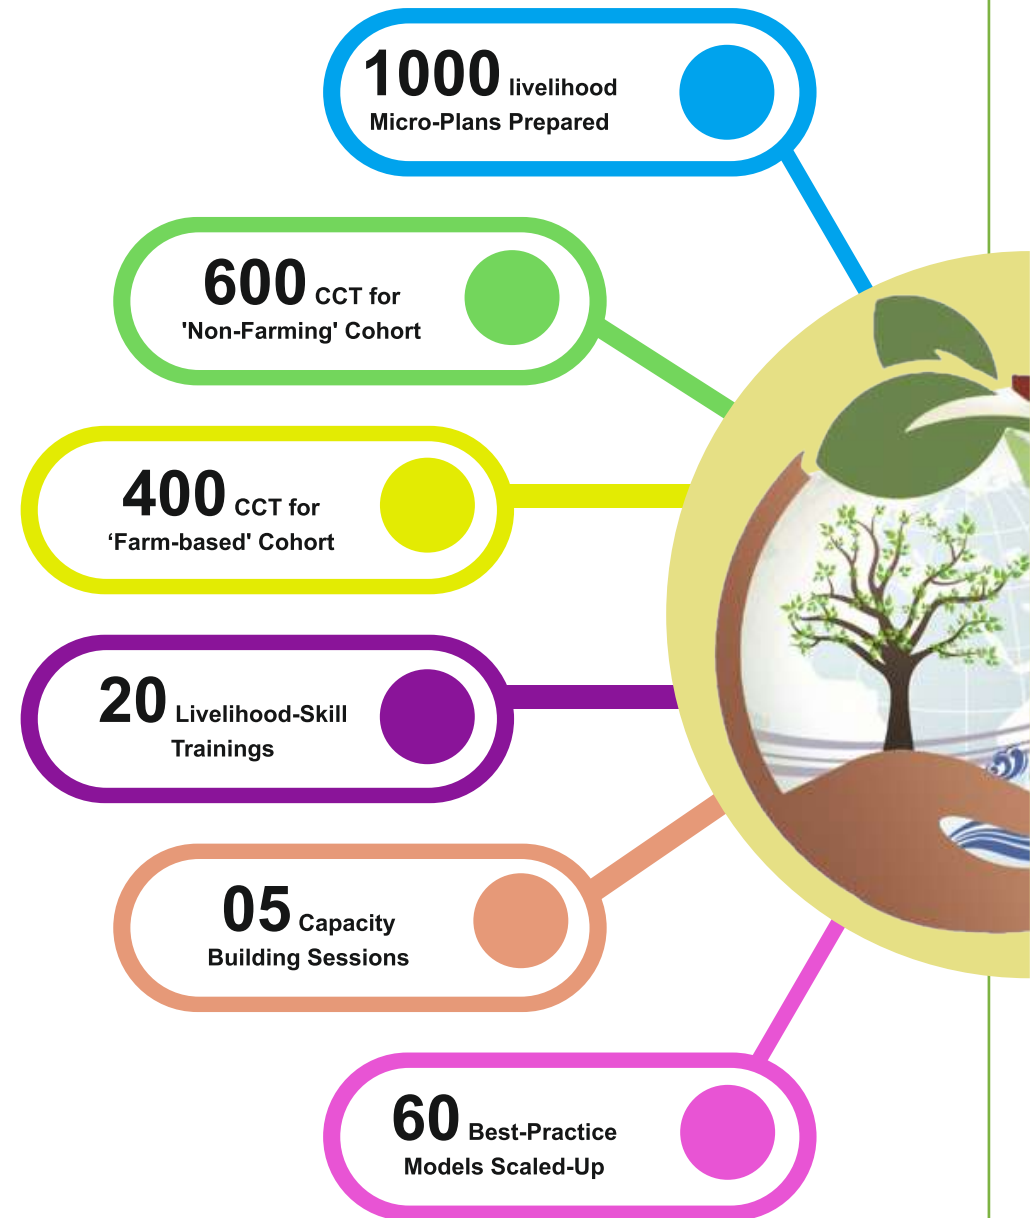 1000 livelihood
Micro-Plans Prepared
600 CCT for
'Non-Farming' Cohort
400 CCT for
‘Farm-based' Cohort
20 Livelihood-Skill
Trainings
05 Capacity
Building Sessions
60 Best-Practice
Models Scaled-Up